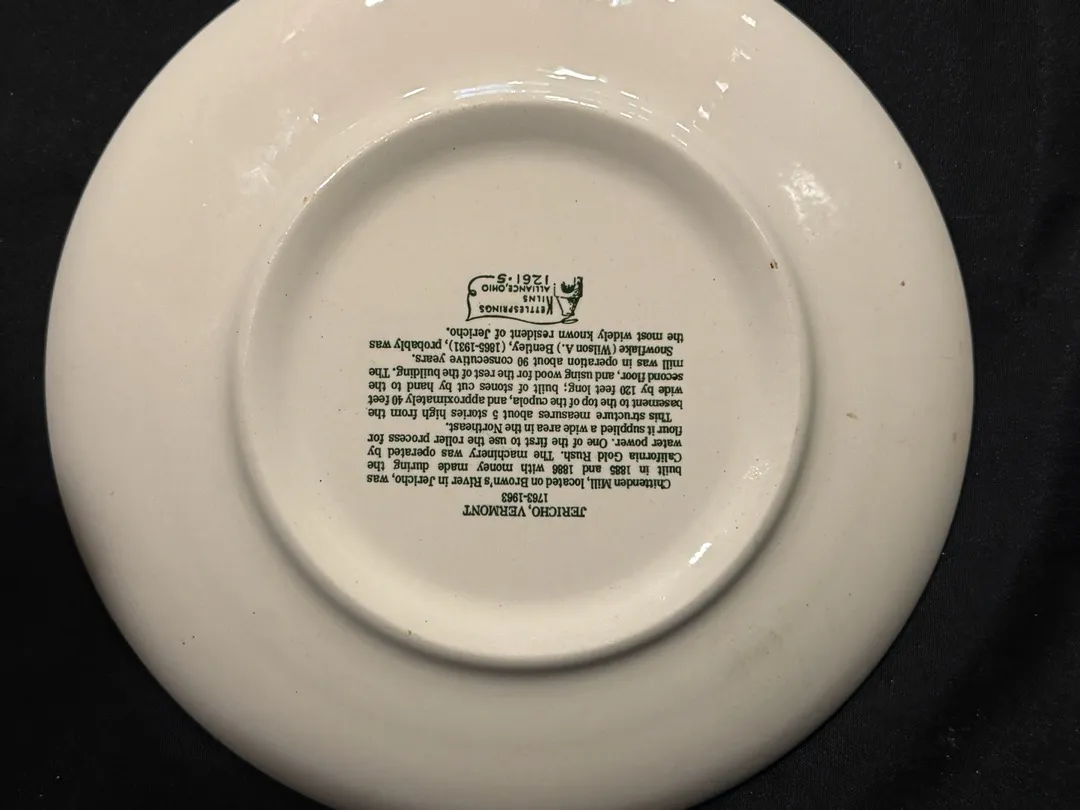 JERICHO, VERMONT
1763-1963
Chittenden Mill, located on Brown's River in Jericho, was
built in 1885 and 1886 with money made during the
California Gold Rush. The machinery was operated by
water power. One of the first to use the roller process for
flour it supplied a wide area in the Northeast.
This structure measures about 5 stories high from the
basement to the top of the cupola, and approximately 40 feet
wide by 120 feet long; built of stones cut by hand to the
second floor, and using wood for the rest of the building. The
mill was in operation about 90 consecutive years.
Snowflake (Wilson A.) Bentley, (1865-1931), probably was
the most widely known resident of Jericho.
KETTLESPRINGS
KILNS
ALLIANCE, OHIO
1261-S